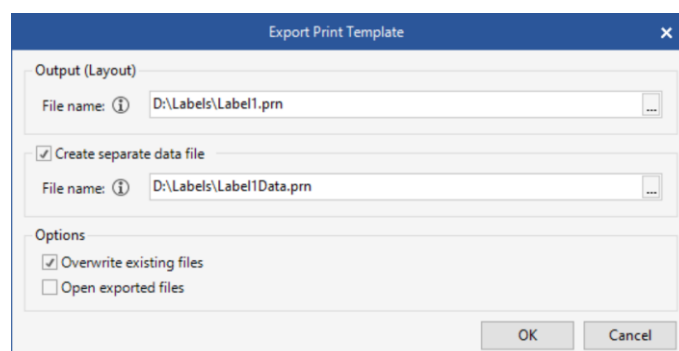 Export Print Template
Output (Layout)
File name: D:\Labels\Label1.prn ...
Create separate data file
File name: D:\Labels\Label1Data.prn ...
Options
Overwrite existing files
Open exported files
OK Cancel